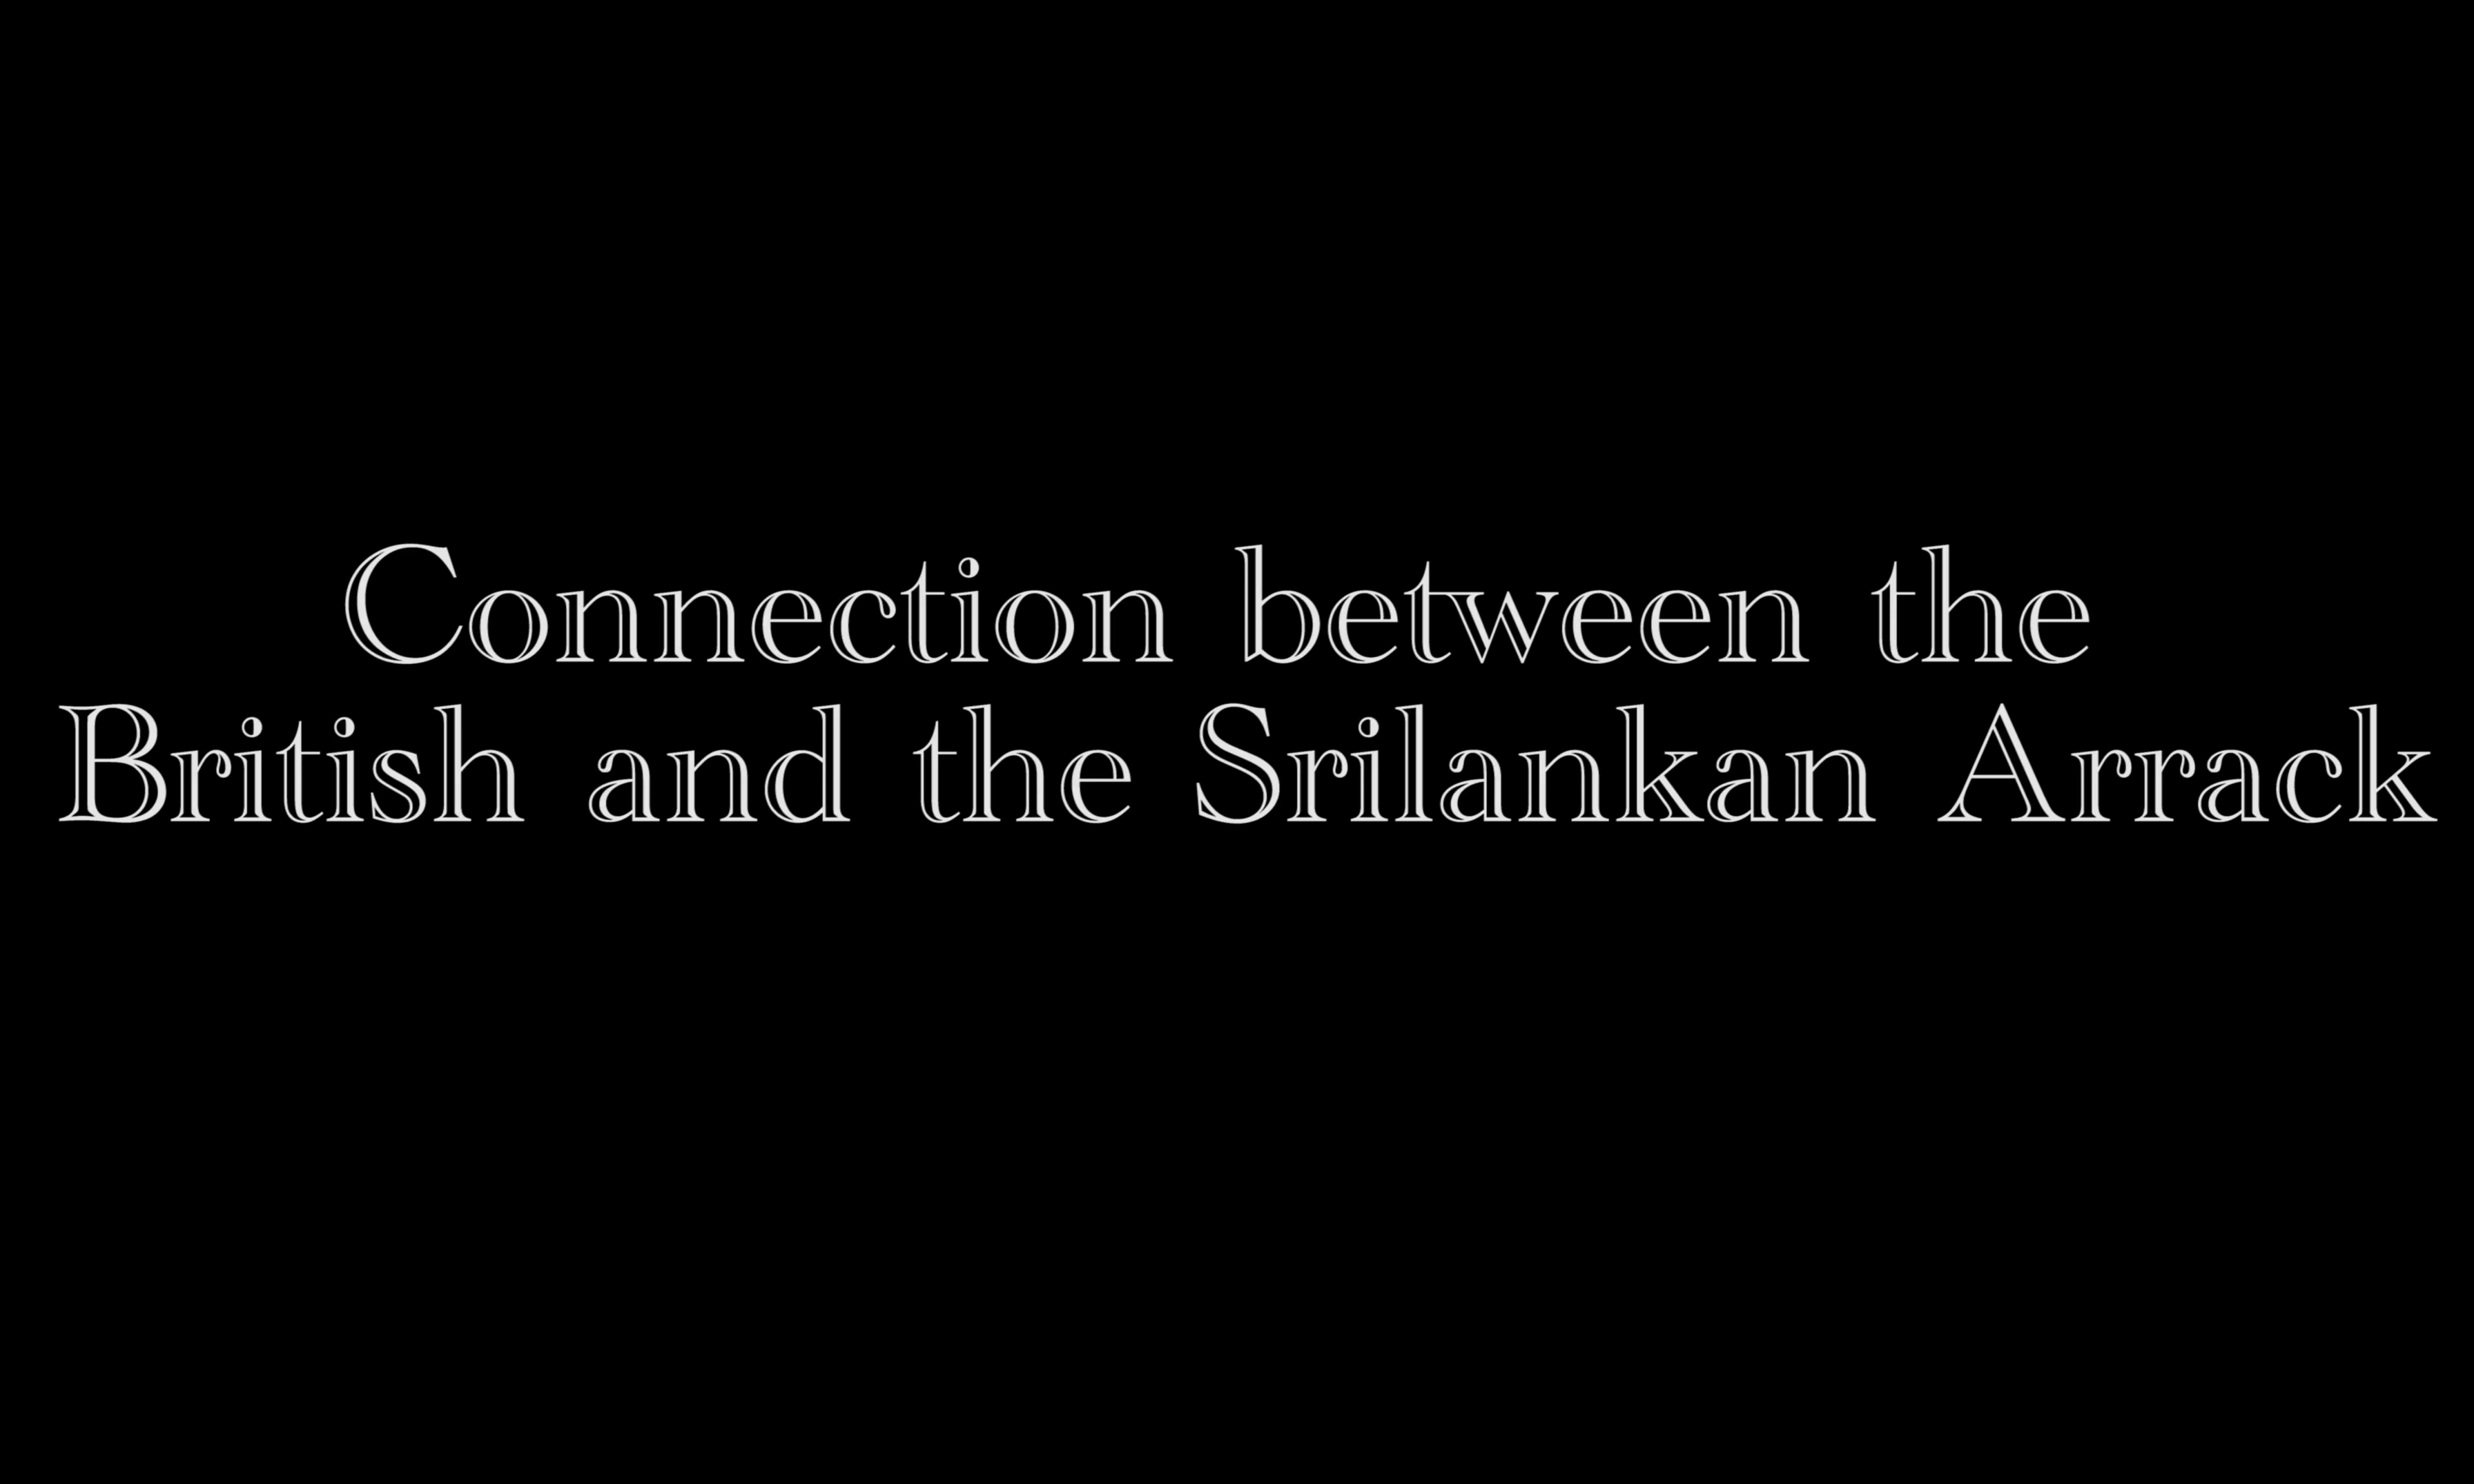 Connection between the
British and the Srilankan Arrack